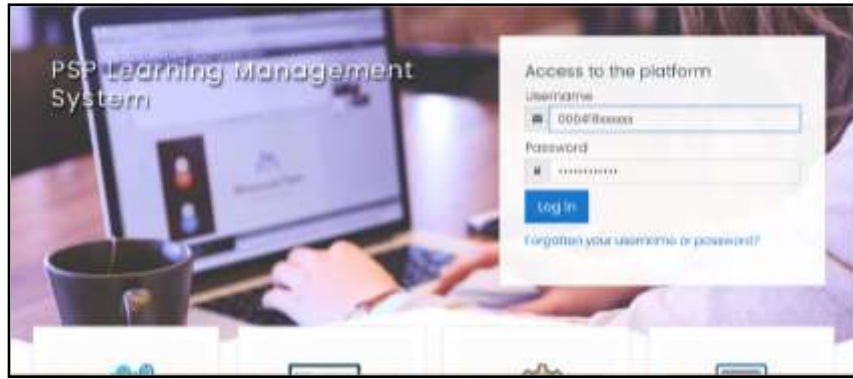 PSP Learning Management
System
Access to the platform
Username
Password
Log in
Forgotten your username or password?